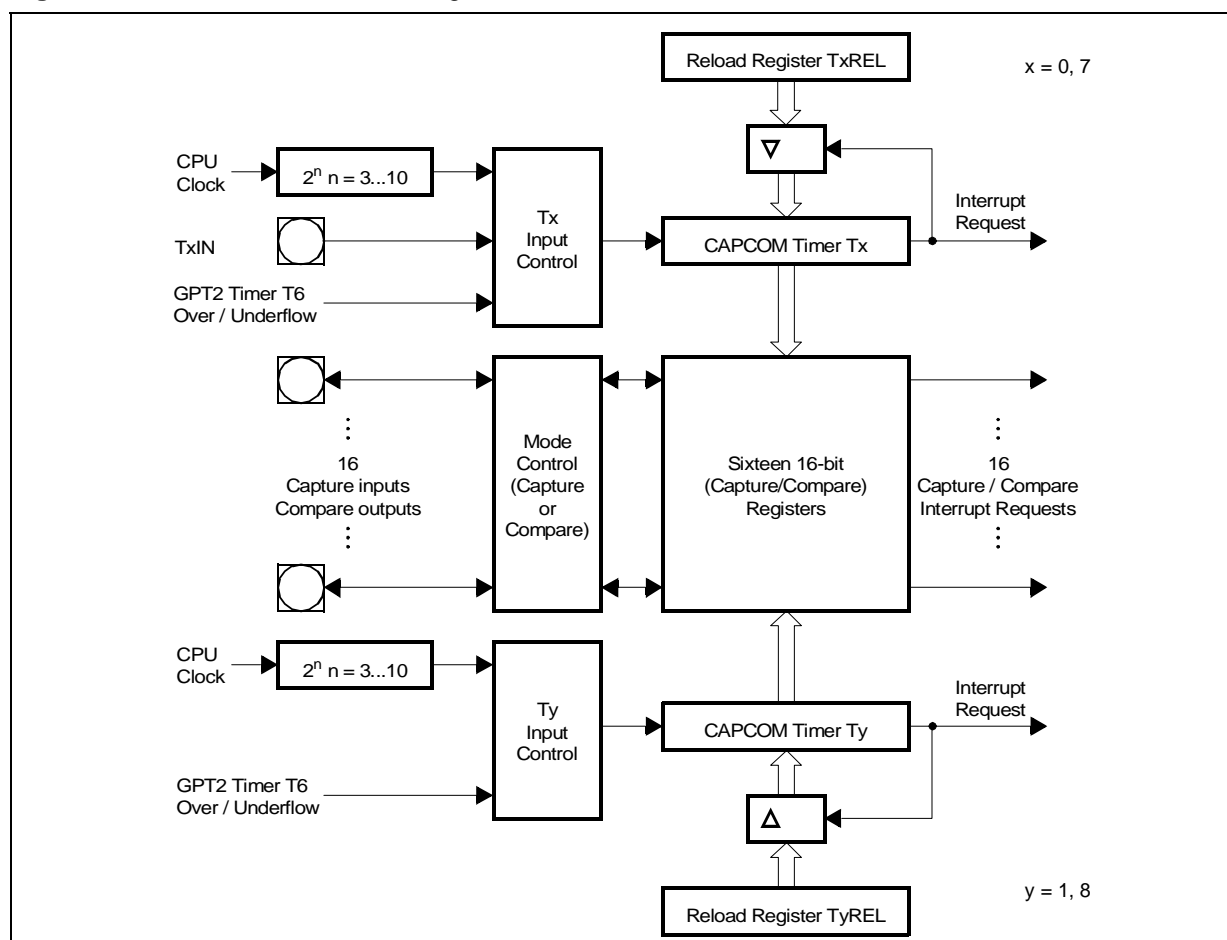 Reload Register TxREL
x = 0, 7
CPU
Clock
2ⁿ n = 3...10
Tx
Input
Control
Interrupt
Request
TxIN
CAPCOM Timer Tx
GPT2 Timer T6
Over / Underflow
16
Capture inputs
Compare outputs
Mode
Control
(Capture
or
Compare)
Sixteen 16-bit
(Capture/Compare)
Registers
16
Capture / Compare
Interrupt Requests
CPU
Clock
2ⁿ n = 3...10
Ty
Input
Control
Interrupt
Request
CAPCOM Timer Ty
GPT2 Timer T6
Over / Underflow
Reload Register TyREL
y = 1, 8